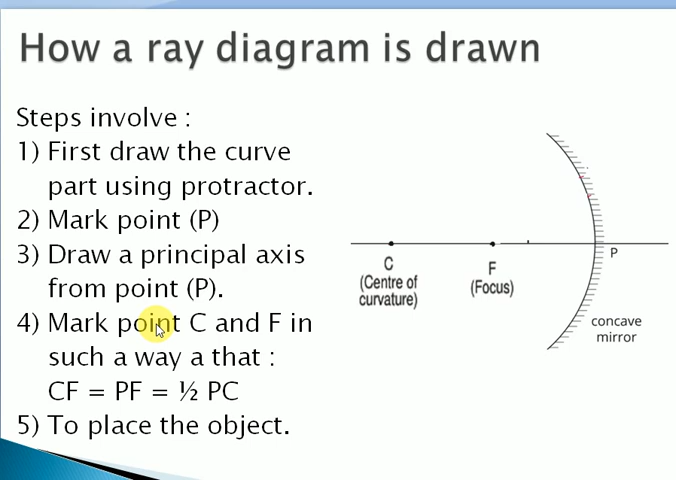 How a ray diagram is drawn
Steps involve :
1) First draw the curve
part using protractor.
2) Mark point (P)
3) Draw a principal axis
from point (P).
4) Mark point C and F in
such a way a that :
CF = PF = ½ PC
5) To place the object.
C
(Centre of
curvature)
F
(Focus)
P
concave
mirror